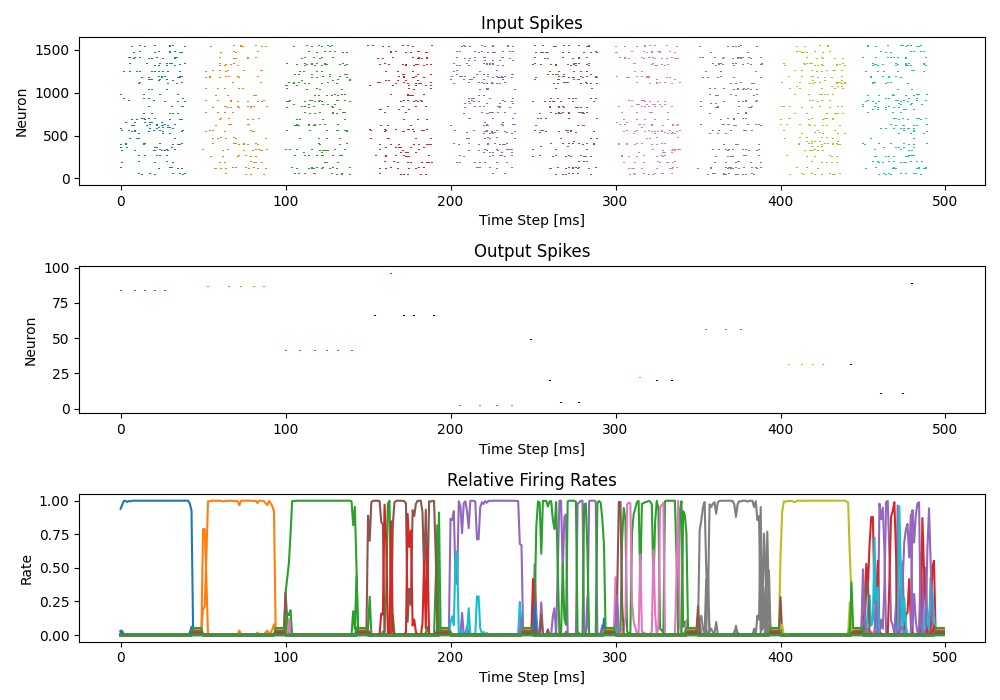 Input Spikes
1500
1000
500
0
Neuron
0 100 200 300 400 500
Time Step [ms]
Output Spikes
100
75
50
25
0
Neuron
0 100 200 300 400 500
Time Step [ms]
Relative Firing Rates
1.00
0.75
0.50
0.25
0.00
Rate
0 100 200 300 400 500
Time Step [ms]